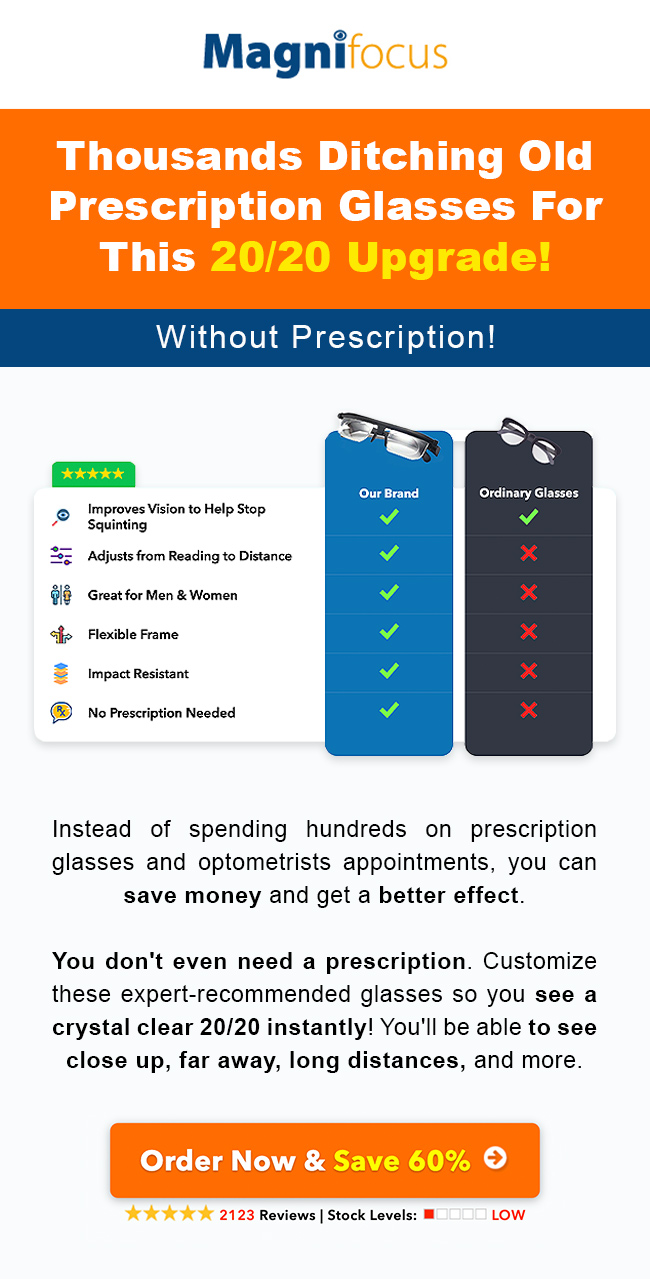 Magnifocus
Thousands Ditching Old
Prescription Glasses For
This 20/20 Upgrade!
Without Prescription!
★★★★★
Our Brand
Ordinary Glasses
Improves Vision to Help Stop
Squinting
Adjusts from Reading to Distance
Great for Men & Women
Flexible Frame
Impact Resistant
Rx
No Prescription Needed
Instead of spending hundreds on prescription
glasses and optometrists appointments, you can
save money and get a better effect.
You don't even need a prescription. Customize
these expert-recommended glasses so you see a
crystal clear 20/20 instantly! You'll be able to see
close up, far away, long distances, and more.
Order Now & Save 60%
★★★★★ 2123 Reviews | Stock Levels: LOW